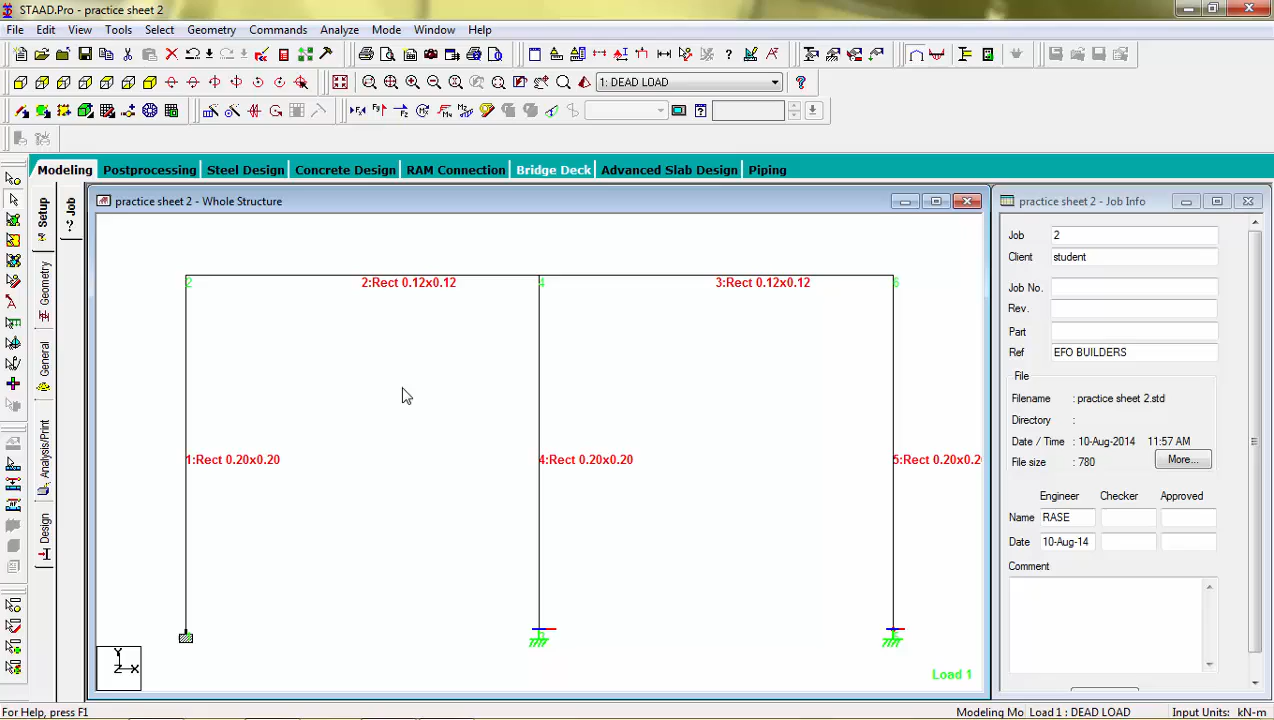 STAAD.Pro - practice sheet 2
File Edit View Tools Select Geometry Commands Analyze Mode Window Help
1: DEAD LOAD
Modeling Postprocessing Steel Design Concrete Design RAM Connection Bridge Deck Advanced Slab Design Piping
practice sheet 2 - Whole Structure
practice sheet 2 - Job Info
Setup
Job
Geometry
General
Analysis/Print
Design
2
2:Rect 0.12x0.12
4
3:Rect 0.12x0.12
6
1:Rect 0.20x0.20
4:Rect 0.20x0.20
5:Rect 0.20x0.20
Y
Z X
Load 1
Job 2
Client student
Job No.
Rev.
Part
Ref EFO BUILDERS
File
Filename : practice sheet 2.std
Directory :
Date / Time : 10-Aug-2014 11:57 AM
File size : 780 More...
Engineer Checker Approved
Name RASE
Date 10-Aug-14
Comment
For Help, press F1
Modeling Mo Load 1 : DEAD LOAD Input Units: kN-m